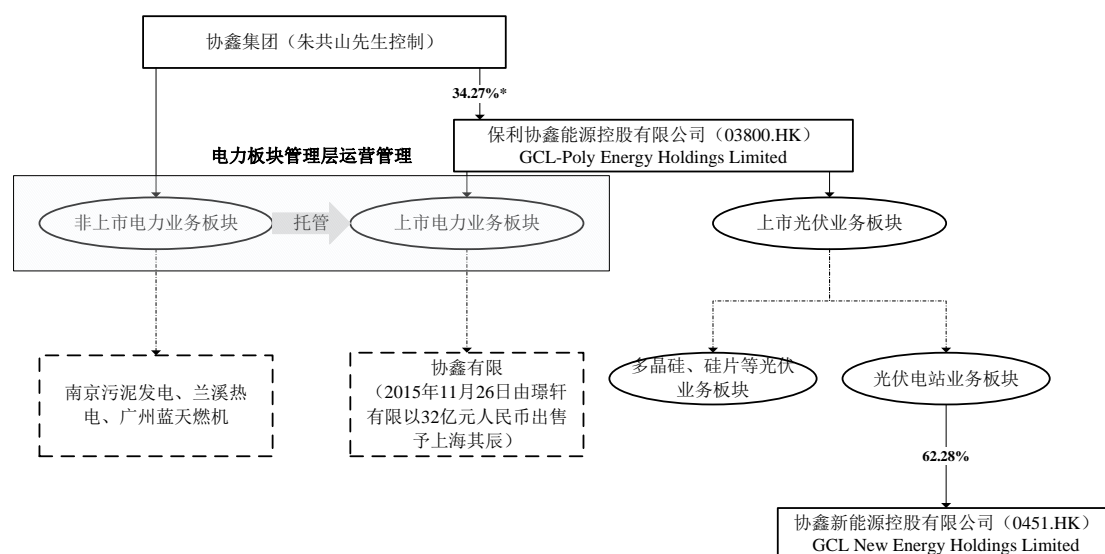 协鑫集团（朱共山先生控制）
34.27%*
保利协鑫能源控股有限公司（03800.HK）
GCL-Poly Energy Holdings Limited
电力板块管理层运营管理
非上市电力业务板块
托管
上市电力业务板块
上市光伏业务板块
南京污泥发电、兰溪热
电、广州蓝天燃机
协鑫有限
（2015年11月26日由璟轩
有限以32亿元人民币出售
予上海其辰）
多晶硅、硅片等光伏
业务板块
光伏电站业务板块
62.28%
协鑫新能源控股有限公司（0451.HK）
GCL New Energy Holdings Limited